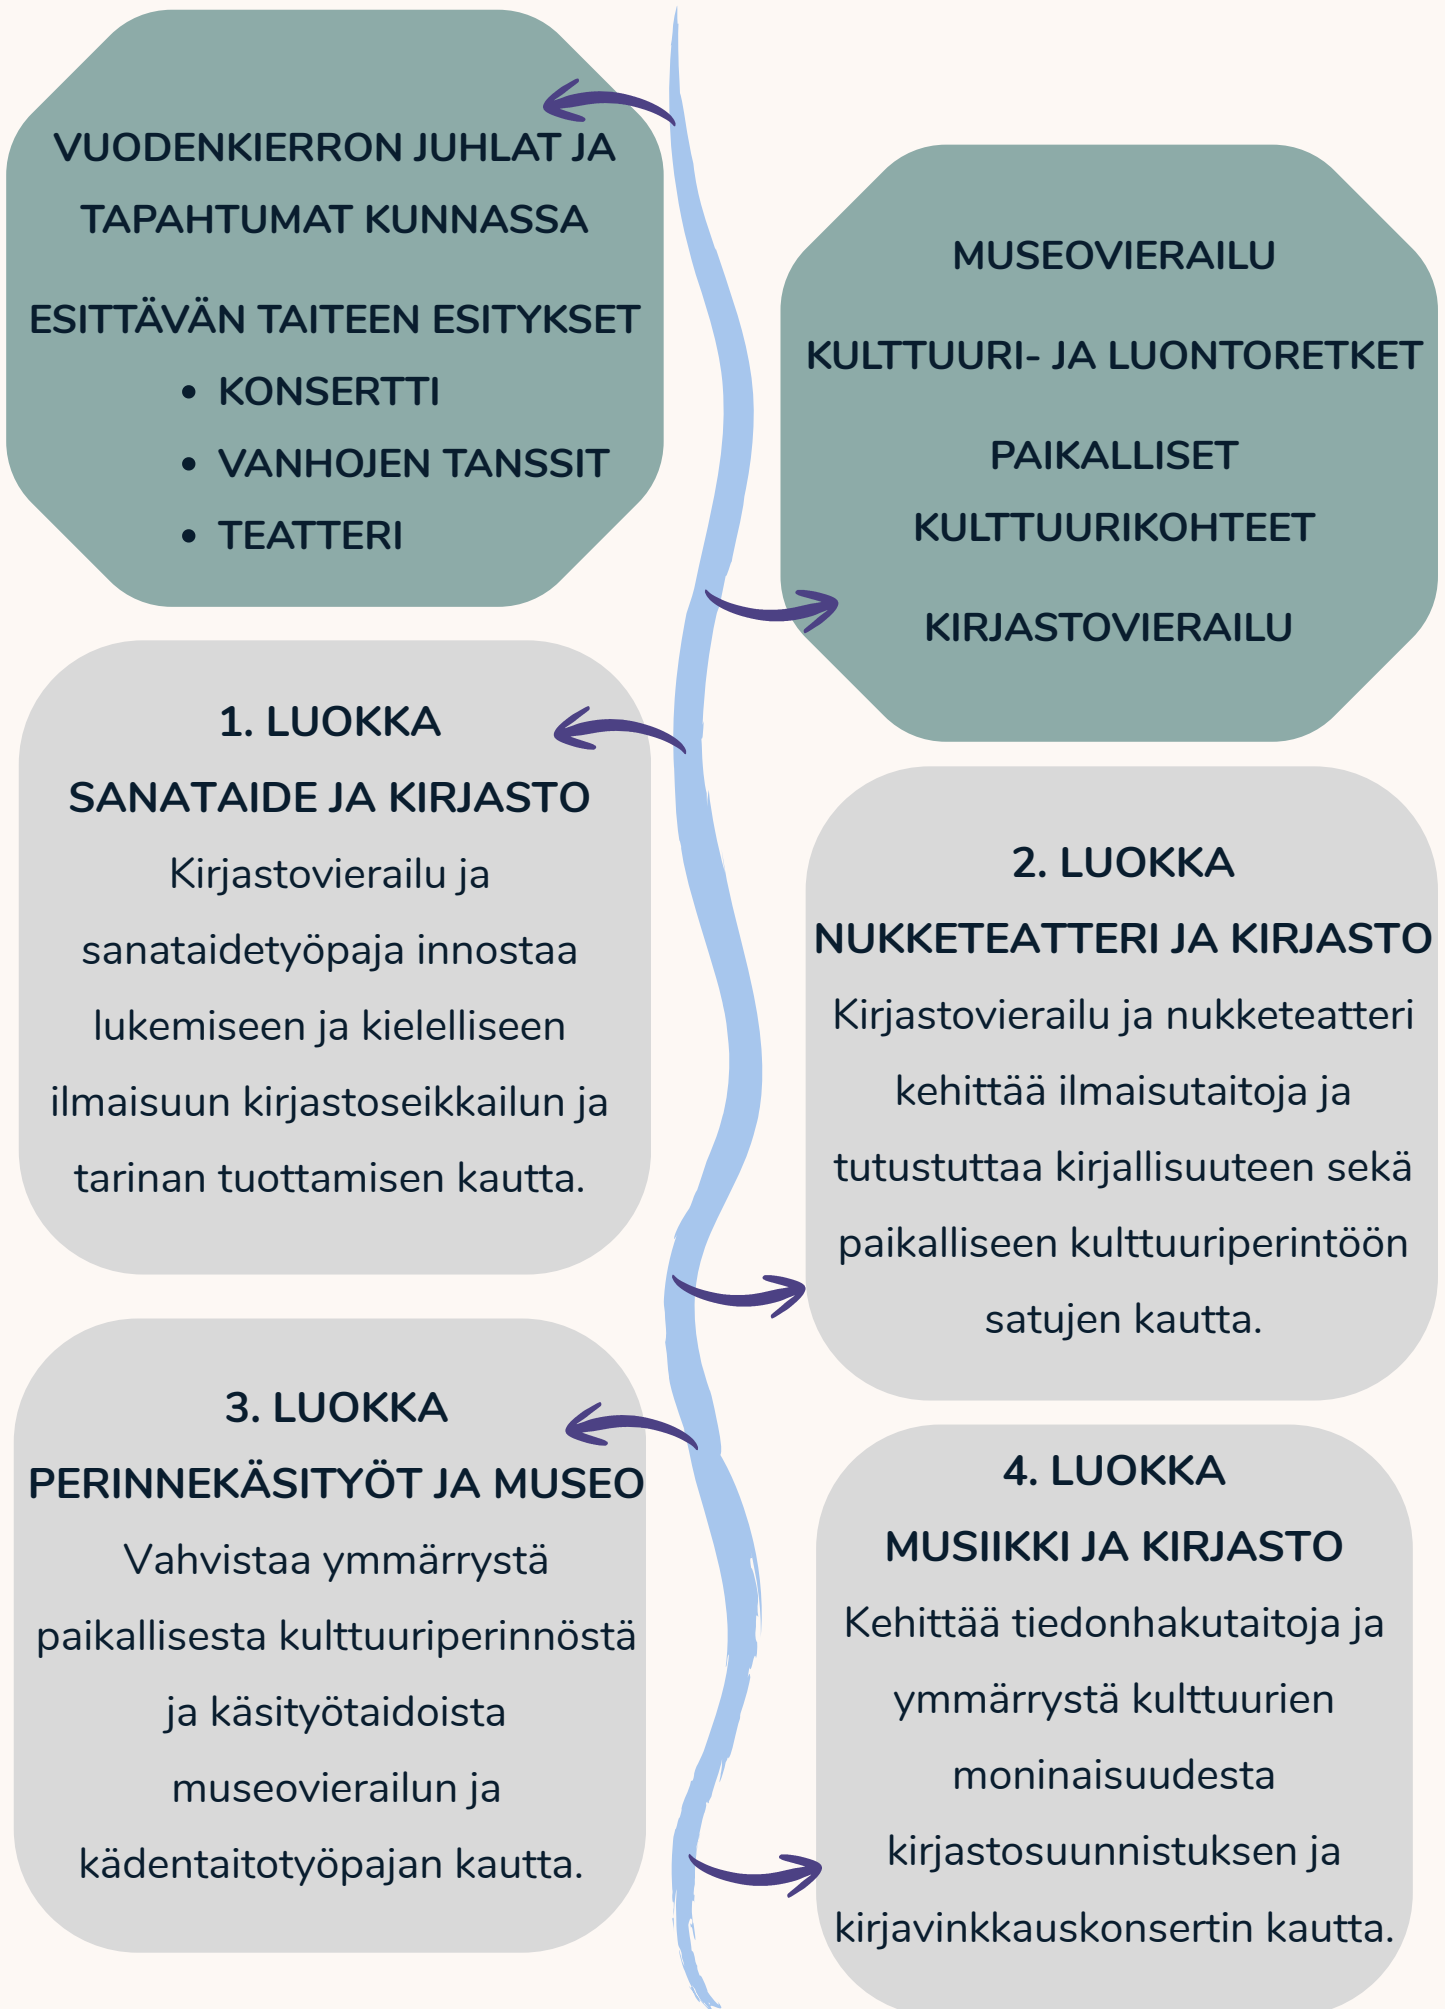 VUODENKIERRON JUHLAT JA
TAPAHTUMAT KUNNASSA
ESITTÄVÄN TAITEEN ESITYKSET
• KONSERTTI
• VANHOJEN TANSSIT
• TEATTERI
MUSEOVIERAILU
KULTTUURI- JA LUONTORETKET
PAIKALLISET
KULTTUURIKOHTEET
KIRJASTOVIERAILU
1. LUOKKA
SANATAIDE JA KIRJASTO
Kirjastovierailu ja
sanataidetyöpaja innostaa
lukemiseen ja kielelliseen
ilmaisuun kirjastoseikkailun ja
tarinan tuottamisen kautta.
2. LUOKKA
NUKKETEATTERI JA KIRJASTO
Kirjastovierailu ja nukketeatteri
kehittää ilmaisutaitoja ja
tutustuttaa kirjallisuuteen sekä
paikalliseen kulttuuriperintöön
satujen kautta.
3. LUOKKA
PERINNEKÄSITYÖT JA MUSEO
Vahvistaa ymmärrystä
paikallisesta kulttuuriperinnöstä
ja käsityötaidoista
museovierailun ja
kädentaitotyöpajan kautta.
4. LUOKKA
MUSIIKKI JA KIRJASTO
Kehittää tiedonhakutaitoja ja
ymmärrystä kulttuurien
moninaisuudesta
kirjastosuunnistuksen ja
kirjavinkkauskonsertin kautta.